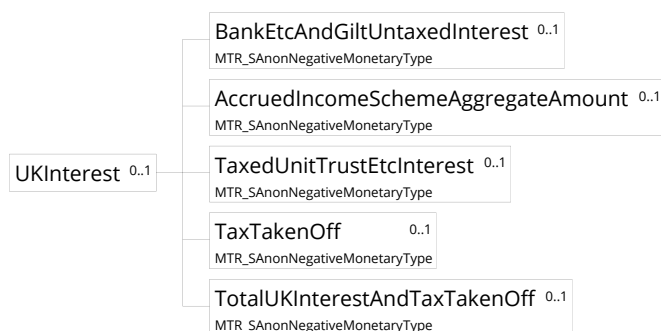 BankEtcAndGiltUntaxedInterest 0..1
MTR_SAnonNegativeMonetaryType
AccruedIncomeSchemeAggregateAmount 0..1
MTR_SAnonNegativeMonetaryType
UKInterest 0..1
TaxedUnitTrustEtcInterest 0..1
MTR_SAnonNegativeMonetaryType
TaxTakenOff 0..1
MTR_SAnonNegativeMonetaryType
TotalUKInterestAndTaxTakenOff 0..1
MTR_SAnonNegativeMonetaryType